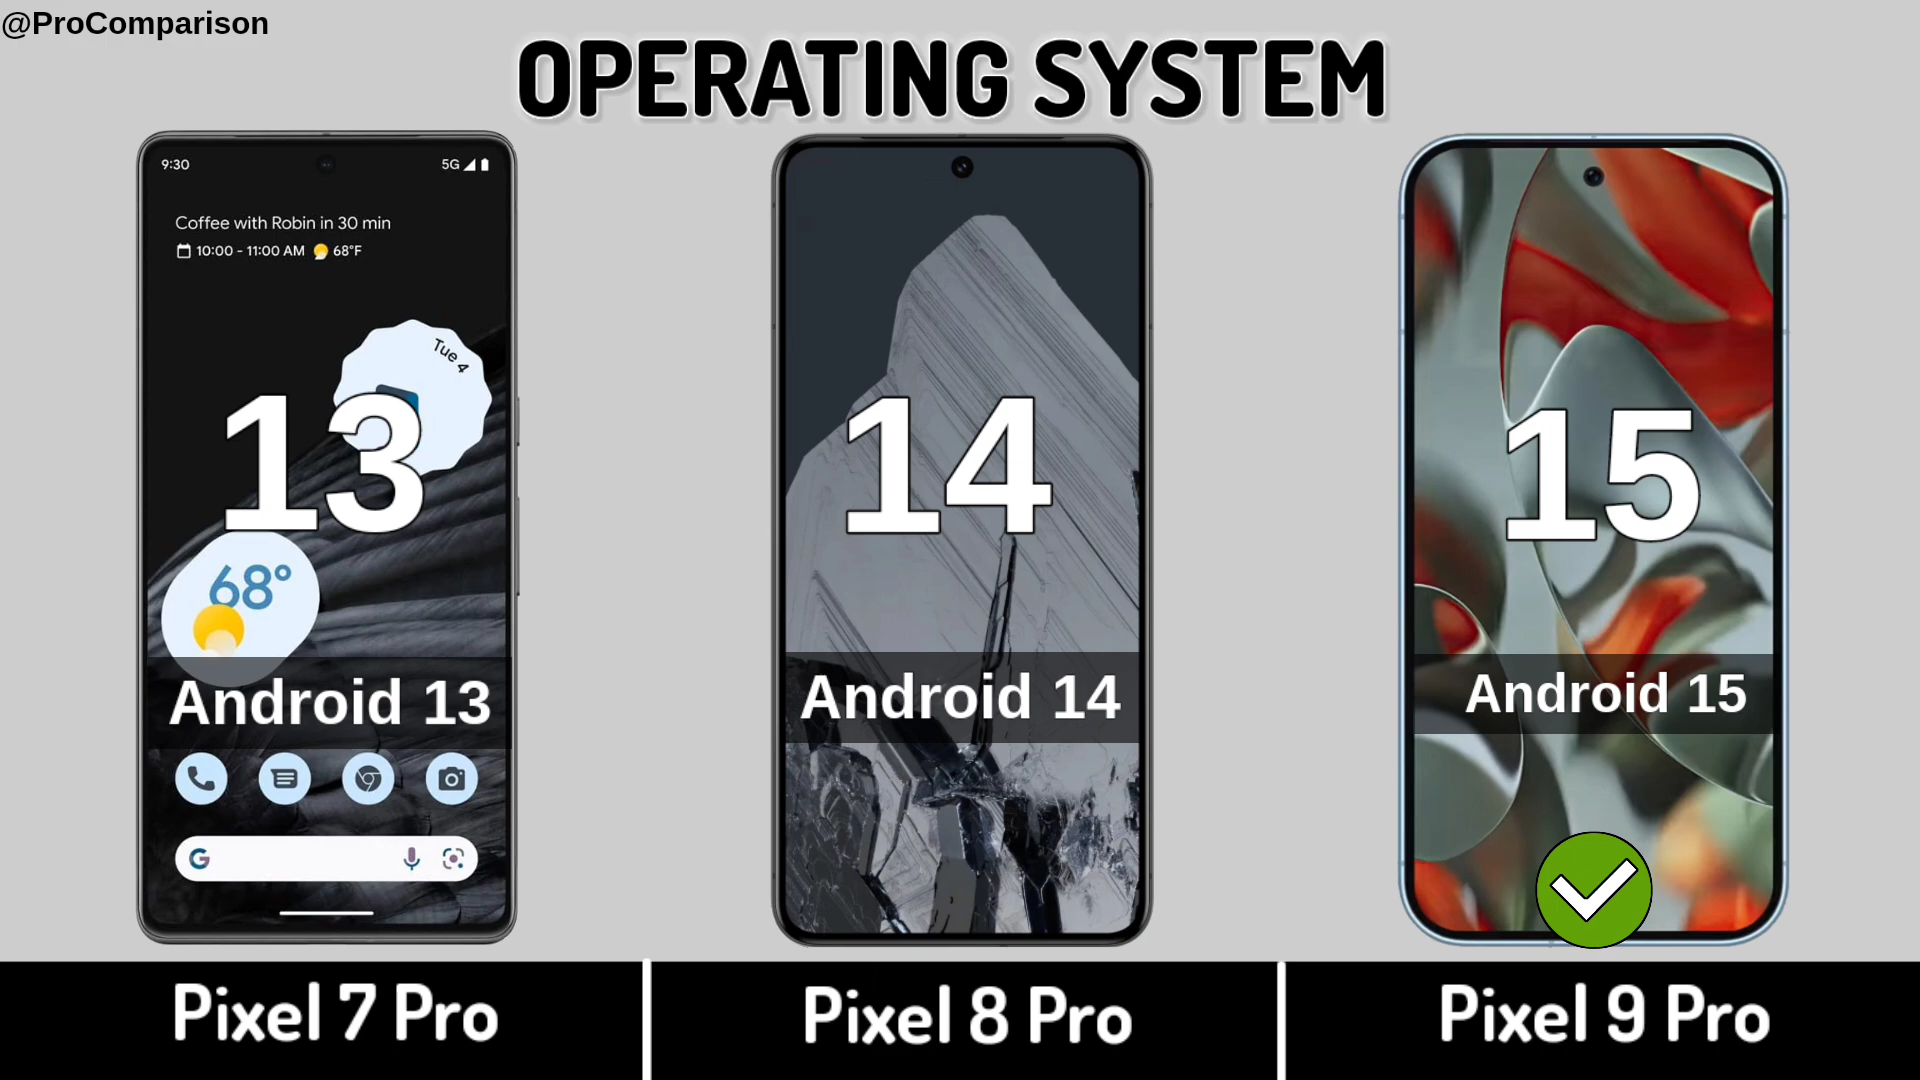 @ProComparison
OPERATING SYSTEM
9:30
5G
Coffee with Robin in 30 min
10:00 - 11:00 AM 68°F
Tue 4
13
14
15
68°
Android 13
Android 14
Android 15
G
Pixel 7 Pro
Pixel 8 Pro
Pixel 9 Pro